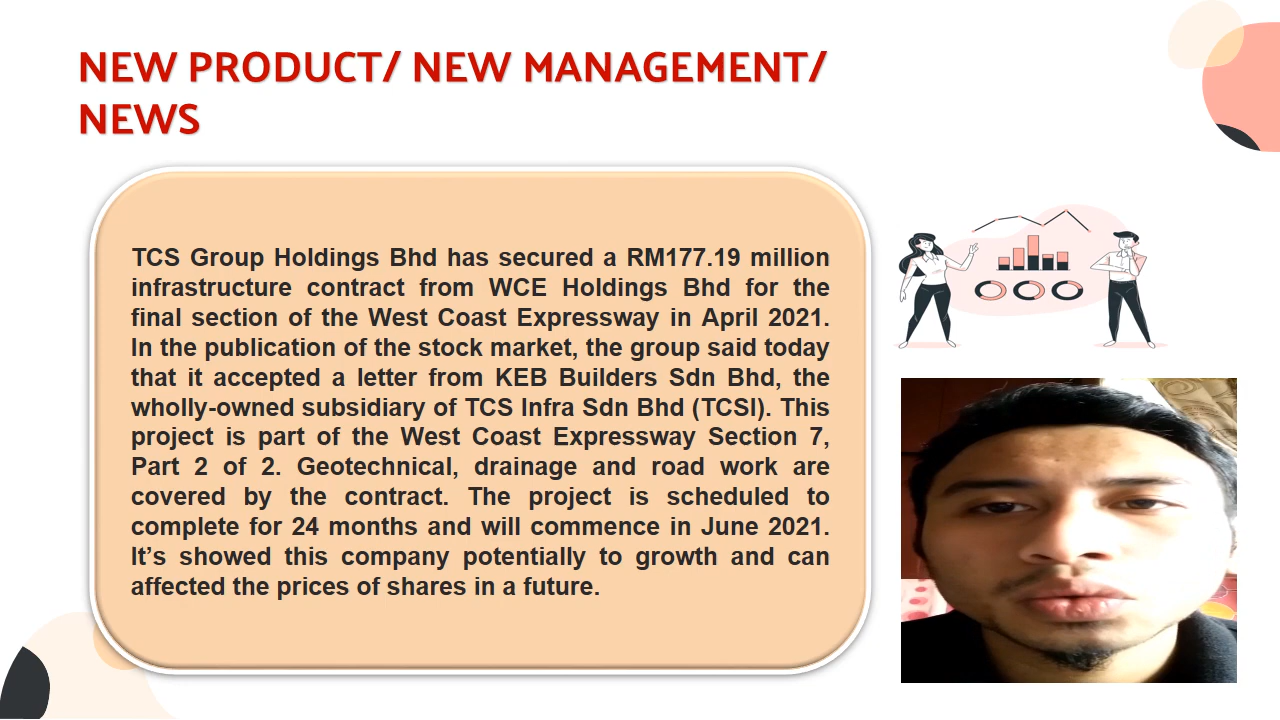 NEW PRODUCT/ NEW MANAGEMENT/
NEWS
TCS Group Holdings Bhd has secured a RM177.19 million
infrastructure contract from WCE Holdings Bhd for the
final section of the West Coast Expressway in April 2021.
In the publication of the stock market, the group said today
that it accepted a letter from KEB Builders Sdn Bhd, the
wholly-owned subsidiary of TCS Infra Sdn Bhd (TCSI). This
project is part of the West Coast Expressway Section 7,
Part 2 of 2. Geotechnical, drainage and road work are
covered by the contract. The project is scheduled to
complete for 24 months and will commence in June 2021.
It’s showed this company potentially to growth and can
affected the prices of shares in a future.